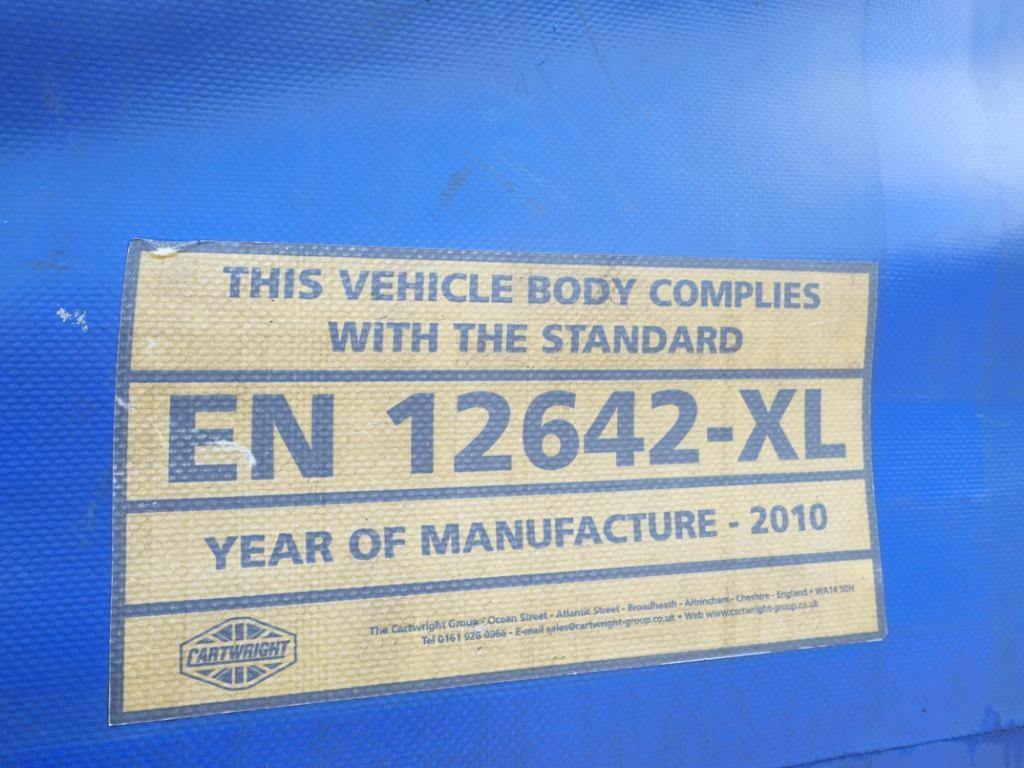 THIS VEHICLE BODY COMPLIES
WITH THE STANDARD
EN 12642-XL
YEAR OF MANUFACTURE - 2010
The Cartwright Group - Ocean Street - Atlantic Street - Broadheath - Altrincham - Cheshire - England • WA14 5DH
Tel 0161 928 0966 - E-mail sales@cartwright-group.co.uk • Web www.cartwright-group.co.uk
CARTWRIGHT